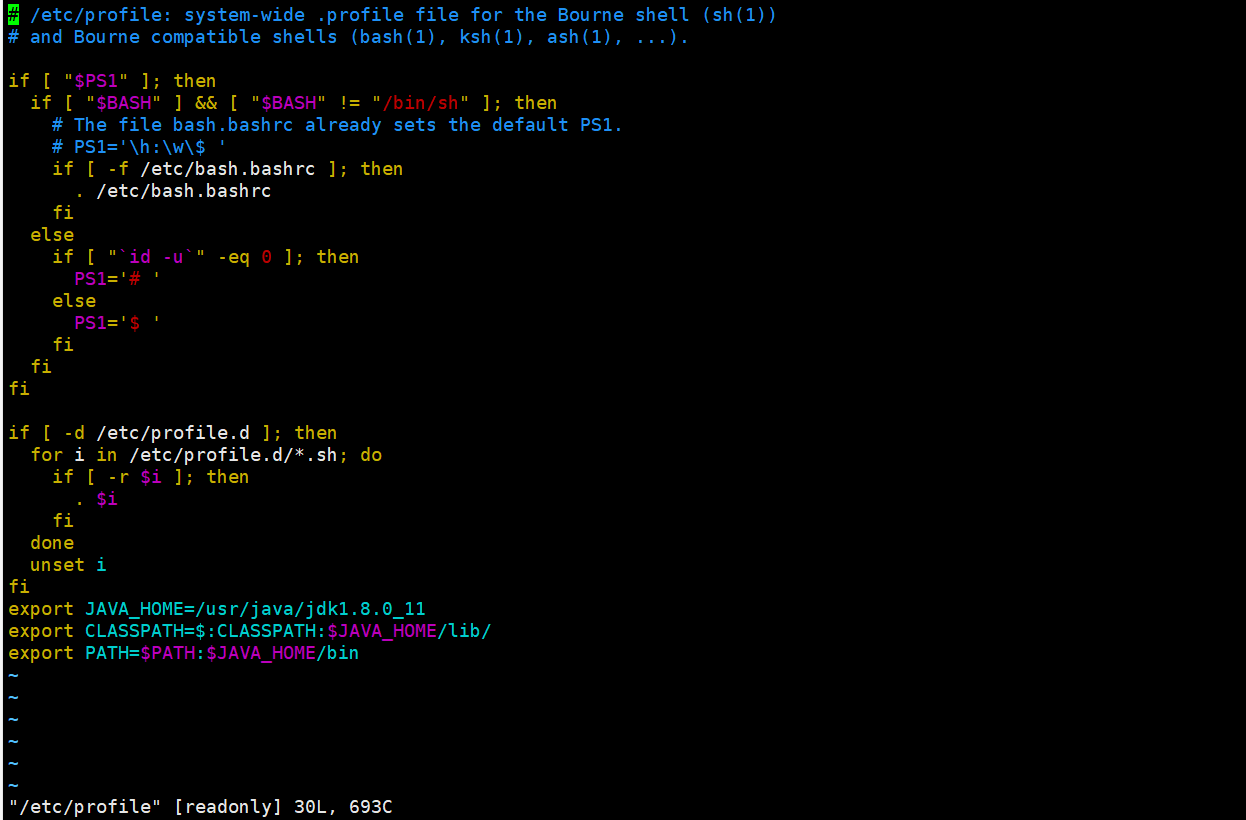 # /etc/profile: system-wide .profile file for the Bourne shell (sh(1))
# and Bourne compatible shells (bash(1), ksh(1), ash(1), ...).

if [ "$PS1" ]; then
  if [ "$BASH" ] && [ "$BASH" != "/bin/sh" ]; then
    # The file bash.bashrc already sets the default PS1.
    # PS1='\h:\w\$ '
    if [ -f /etc/bash.bashrc ]; then
      . /etc/bash.bashrc
    fi
  else
    if [ "`id -u`" -eq 0 ]; then
      PS1='# '
    else
      PS1='$ '
    fi
  fi
fi

if [ -d /etc/profile.d ]; then
  for i in /etc/profile.d/*.sh; do
    if [ -r $i ]; then
      . $i
    fi
  done
  unset i
fi
export JAVA_HOME=/usr/java/jdk1.8.0_11
export CLASSPATH=$:CLASSPATH:$JAVA_HOME/lib/
export PATH=$PATH:$JAVA_HOME/bin
~
~
~
~
~
~
"/etc/profile" [readonly] 30L, 693C